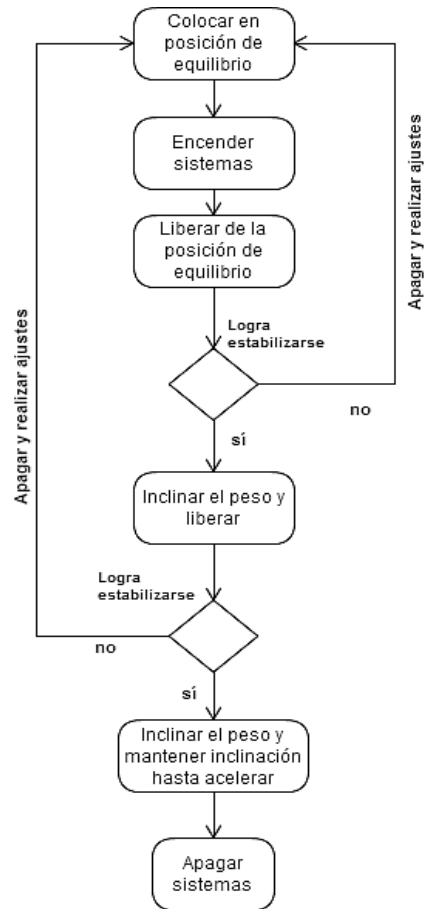 Colocar en
posición de
equilibrio
Encender
sistemas
Liberar de la
posición de
equilibrio
Logra
estabilizarse
no
sí
Apagar y realizar ajustes
Inclinar el peso y
liberar
Logra
estabilizarse
no
sí
Apagar y realizar ajustes
Inclinar el peso y
mantener inclinación
hasta acelerar
Apagar
sistemas